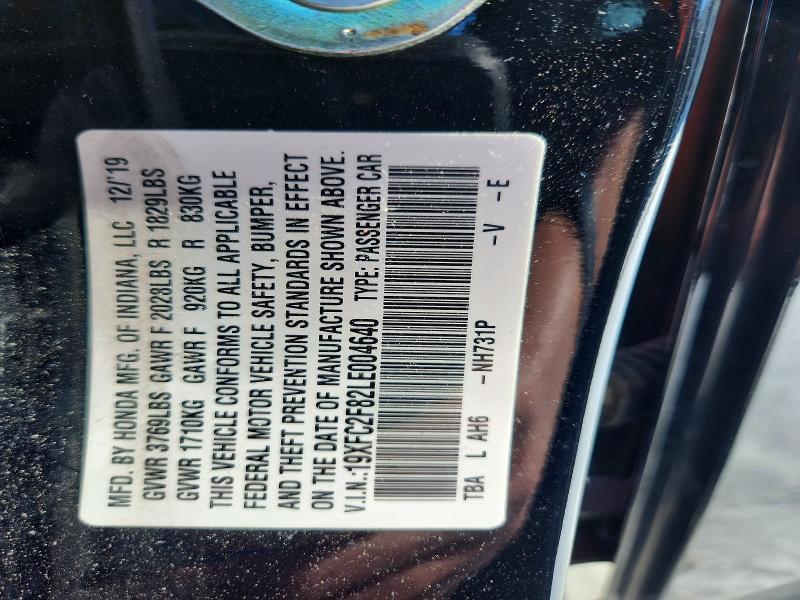 MFD. BY HONDA MFG. OF INDIANA, LLC 12/'19
GVWR 3769LBS GAWR F 2028LBS R 1829LBS
GVWR 1710KG GAWR F 920KG R 830KG
THIS VEHICLE CONFORMS TO ALL APPLICABLE
FEDERAL MOTOR VEHICLE SAFETY, BUMPER,
AND THEFT PREVENTION STANDARDS IN EFFECT
ON THE DATE OF MANUFACTURE SHOWN ABOVE.
V.I.N.:19XFC2F82LE004640 TYPE: PASSENGER CAR
TBA L AH6 -NH731P -V -E